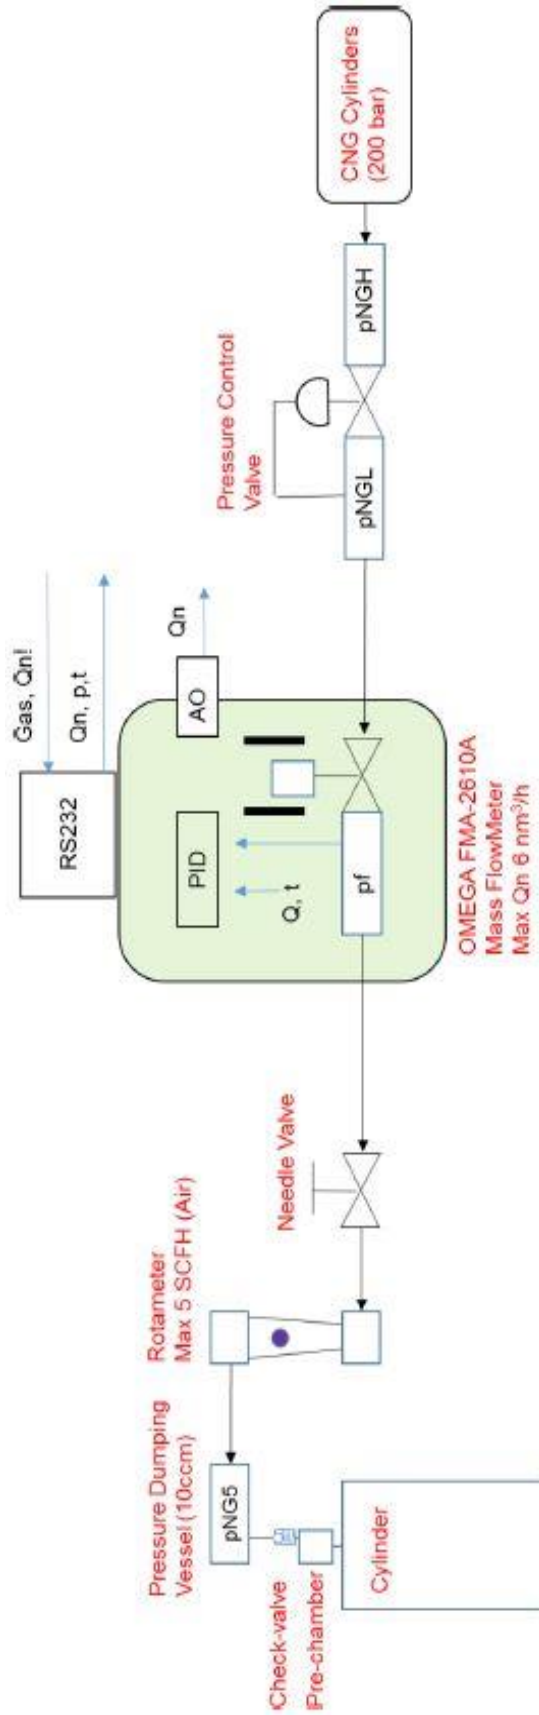 Pressure Dumping
Vessel (10ccm)
pNG5
Check-valve
Pre-chamber
Cylinder
Rotameter
Max 5 SCFH (Air)
Needle Valve
RS232
Gas, Qn!
Qn, p,t
AO
Qn
PID
Q, t
pf
OMEGA FMA-2610A
Mass FlowMeter
Max Qn 6 nm³/h
Pressure Control
Valve
pNGL
pNGH
CNG Cylinders
(200 bar)